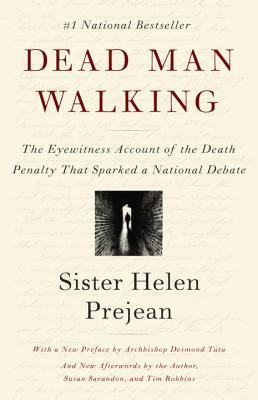 #1 National Bestseller
DEAD MAN
WALKING
The Eyewitness Account of the Death
Penalty That Sparked a National Debate
Sister Helen
Prejean
With a New Preface by Archbishop Desmond Tutu
And New Afterwords by the Author,
Susan Sarandon, and Tim Robbins